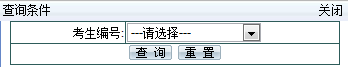 查询条件 关闭
考生编号: ---请选择---
查 询 重 置